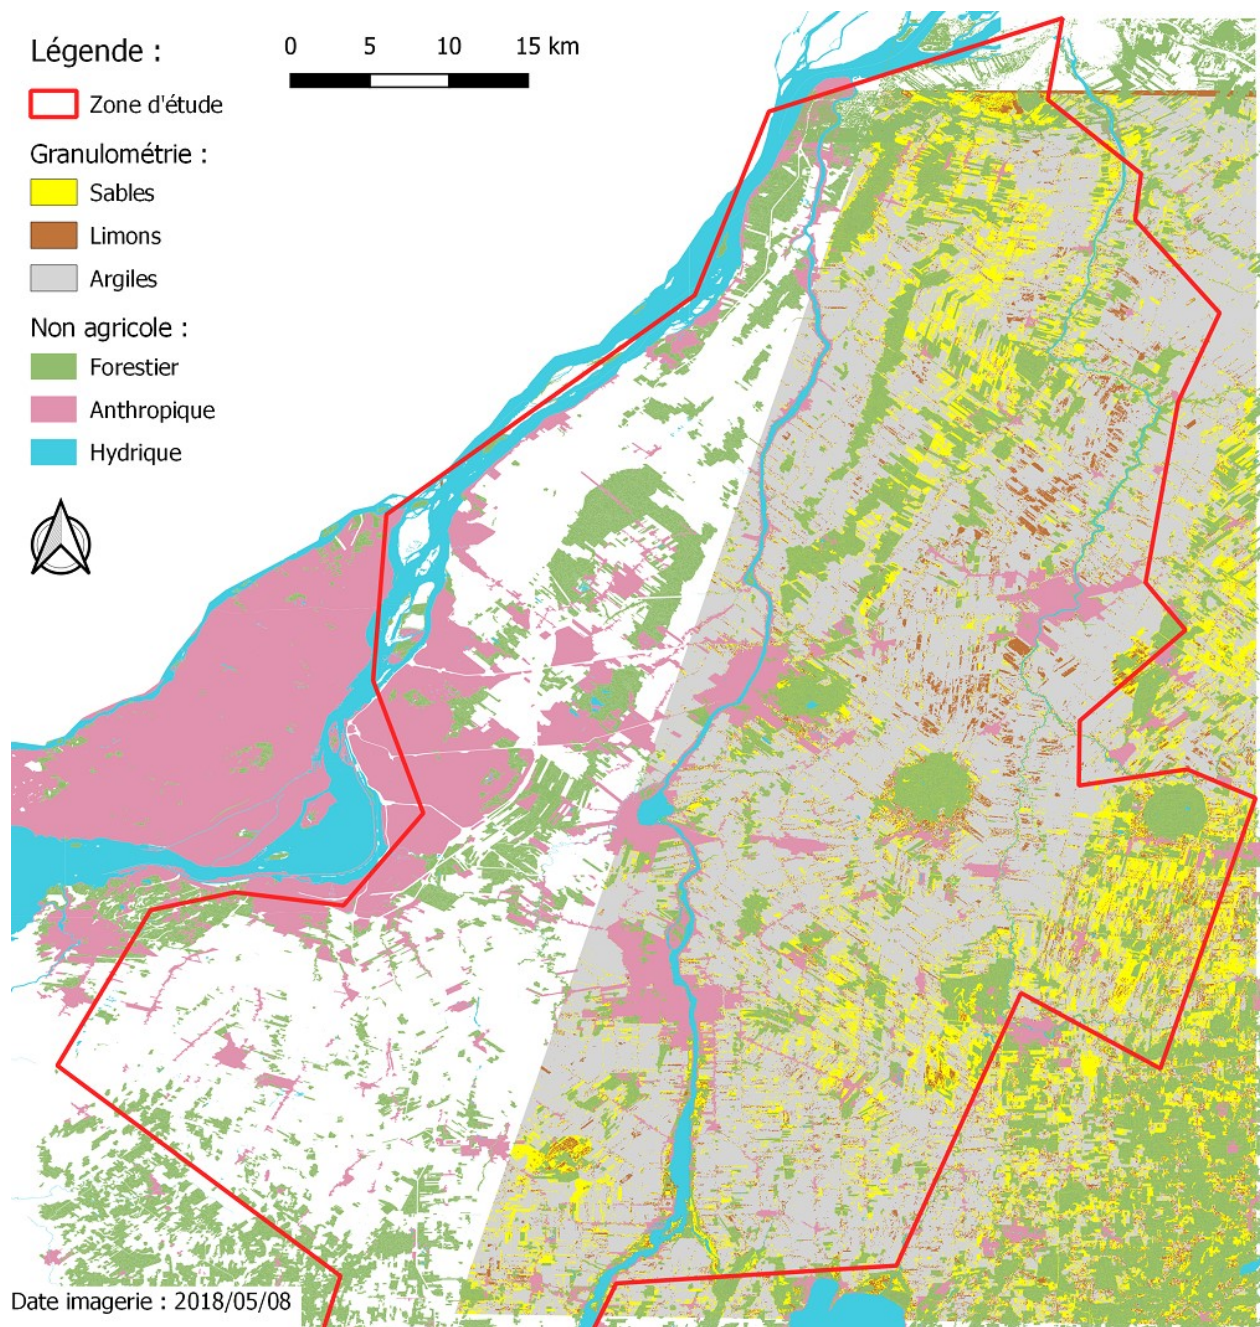 Légende :
0 5 10 15 km
Zone d'étude
Granulométrie :
Sables
Limons
Argiles
Non agricole :
Forestier
Anthropique
Hydrique
Date imagerie : 2018/05/08